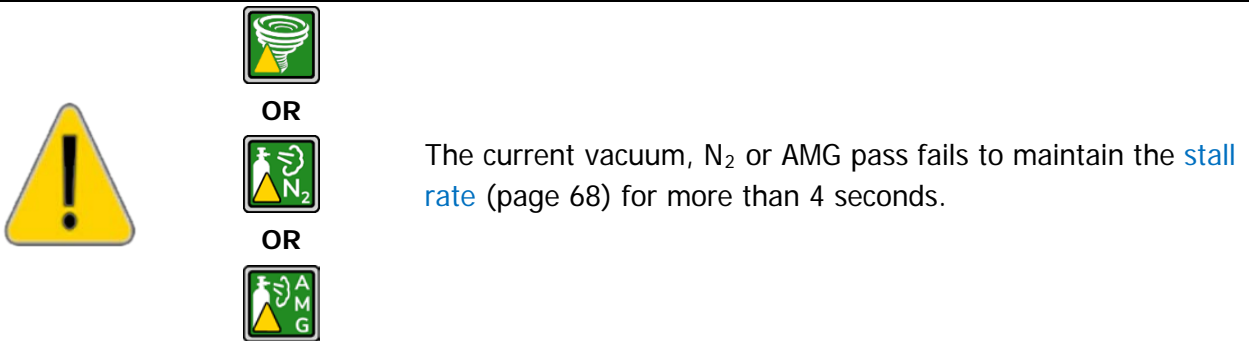 OR
N2
OR
A
M
G
The current vacuum, N2 or AMG pass fails to maintain the stall
rate (page 68) for more than 4 seconds.